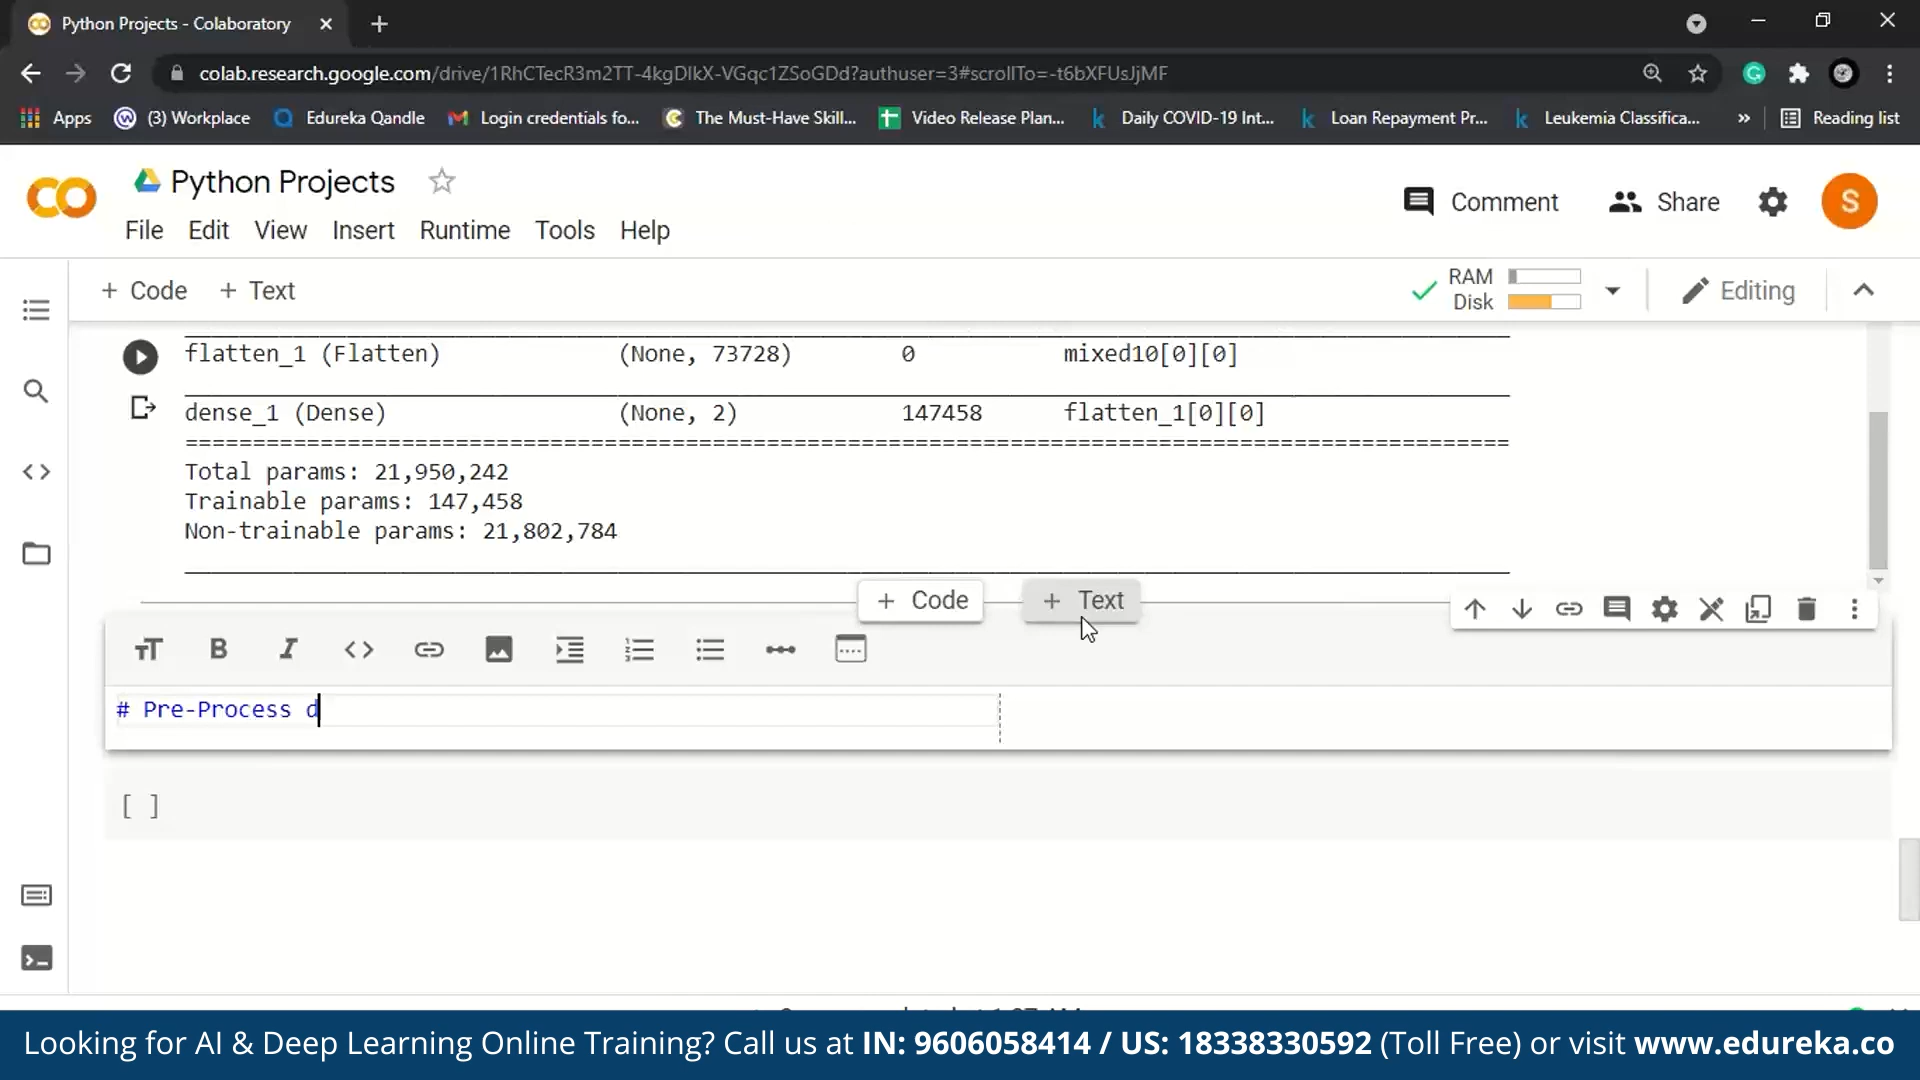 Python Projects - Colaboratory
colab.research.google.com/drive/1RhCTecR3m2TT-4kgDIkX-VGqc1ZSoGDd?authuser=3#scrollTo=-t6bXFUsJjMF
Apps (3) Workplace Edureka Qandle Login credentials fo... The Must-Have Skill... Video Release Plan... Daily COVID-19 Int... Loan Repayment Pr... Leukemia Classifica... » Reading list
Python Projects
Comment Share S
File Edit View Insert Runtime Tools Help
+ Code + Text RAM Disk Editing
flatten_1 (Flatten) (None, 73728) 0 mixed10[0][0]
dense_1 (Dense) (None, 2) 147458 flatten_1[0][0]
Total params: 21,950,242
Trainable params: 147,458
Non-trainable params: 21,802,784
+ Code + Text
# Pre-Process d
[ ]
Looking for AI & Deep Learning Online Training? Call us at IN: 9606058414 / US: 18338330592 (Toll Free) or visit www.edureka.co